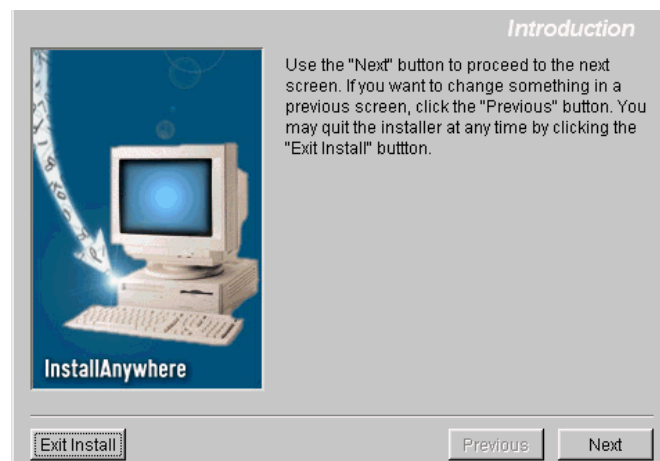 Introduction
Use the "Next" button to proceed to the next
screen. If you want to change something in a
previous screen, click the "Previous" button. You
may quit the installer at any time by clicking the
"Exit Install" buttton.
InstallAnywhere
Exit Install
Previous
Next